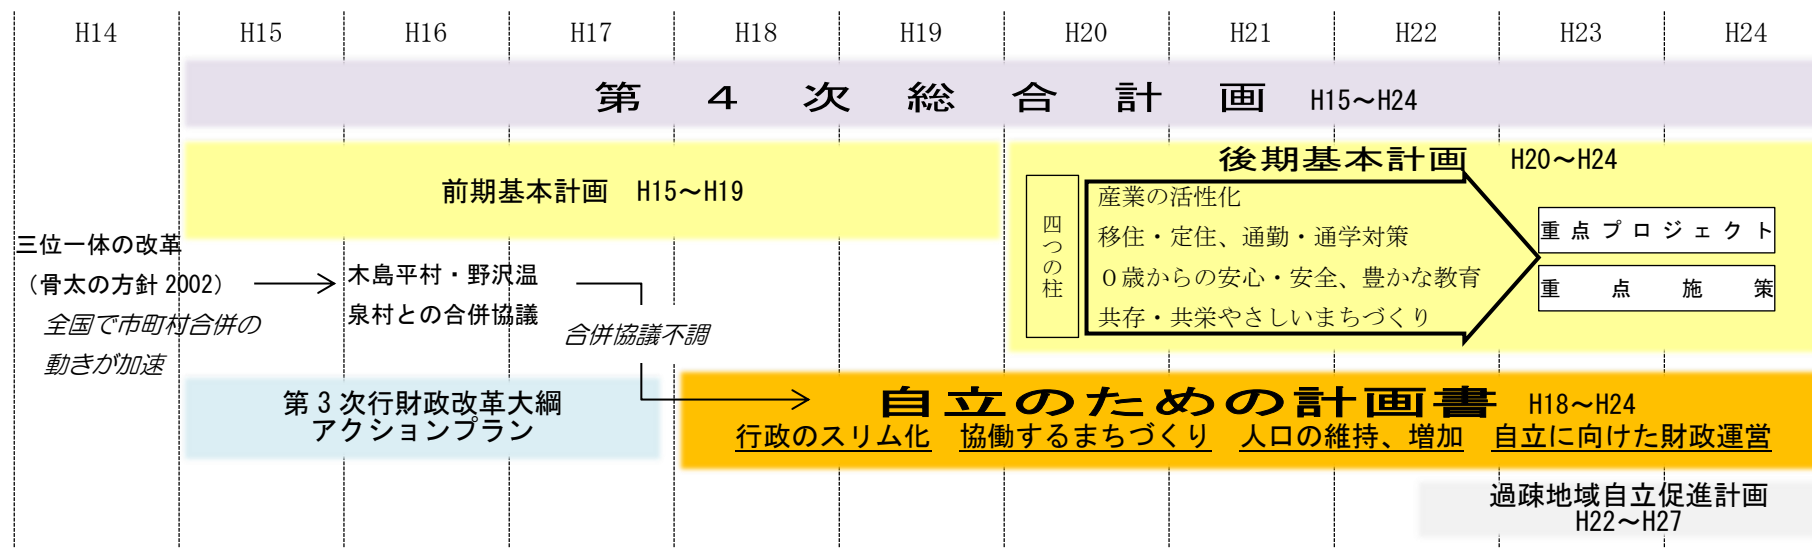 H14 H15 H16 H17 H18 H19 H20 H21 H22 H23 H24
第4次総合計画 H15～H24
前期基本計画 H15～H19
後期基本計画 H20～H24
四つの柱
産業の活性化
移住・定住、通勤・通学対策
０歳からの安心・安全、豊かな教育
共存・共栄やさしいまちづくり
重点プロジェクト
重点施策
三位一体の改革
（骨太の方針 2002）
全国で市町村合併の
動きが加速
木島平村・野沢温
泉村との合併協議
合併協議不調
第３次行財政改革大綱
アクションプラン
自立のための計画書 H18～H24
行政のスリム化 協働するまちづくり 人口の維持、増加 自立に向けた財政運営
過疎地域自立促進計画
H22～H27